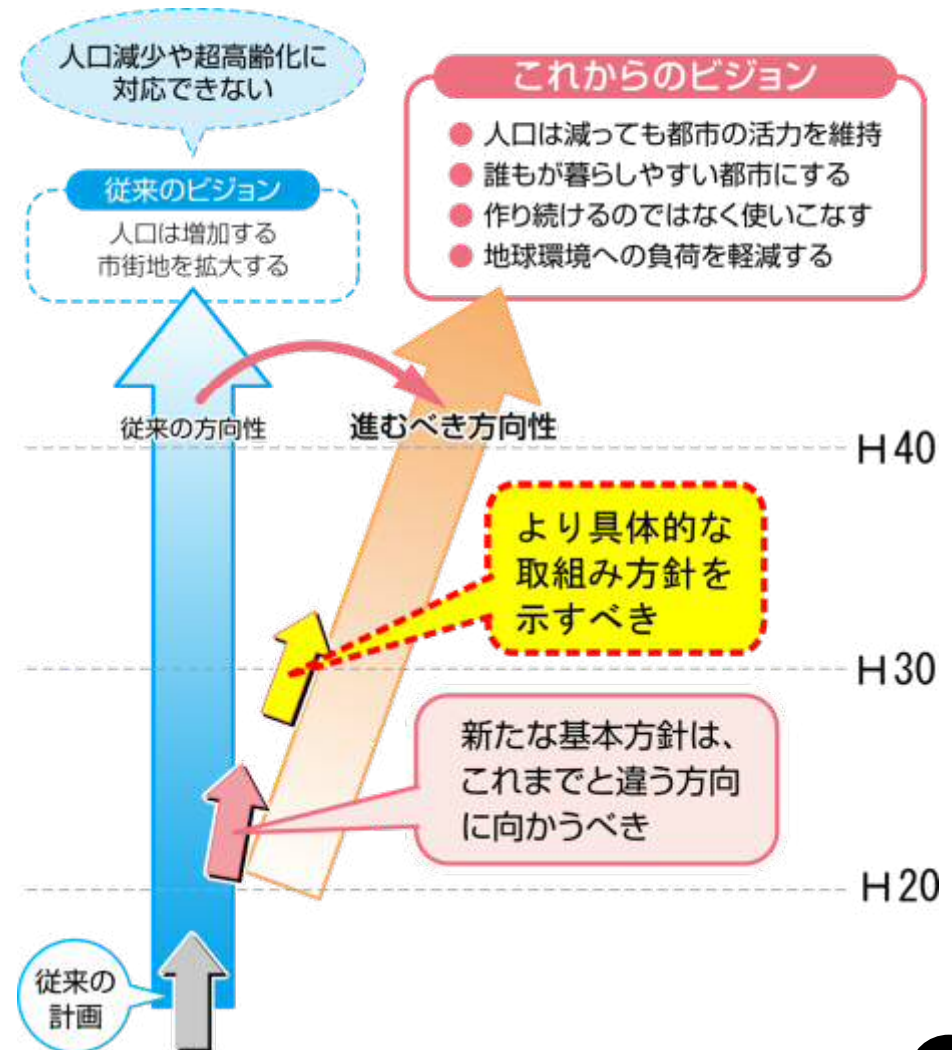 人口減少や超高齢化に
対応できない
従来のビジョン
人口は増加する
市街地を拡大する
これからのビジョン
● 人口は減っても都市の活力を維持
● 誰もが暮らしやすい都市にする
● 作り続けるのではなく使いこなす
● 地球環境への負荷を軽減する
従来の方向性
進むべき方向性
H40
より具体的な
取組み方針を
示すべき
H30
新たな基本方針は、
これまでと違う方向
に向かうべき
H20
従来の
計画